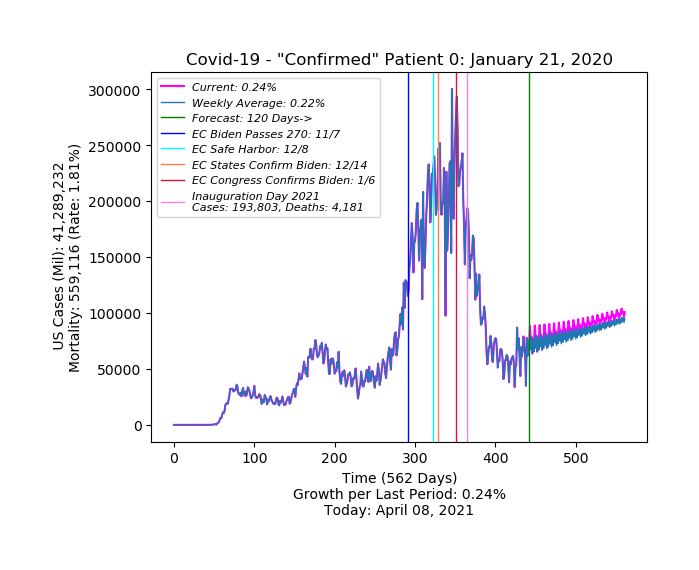 Covid-19 - "Confirmed" Patient 0: January 21, 2020
300000
250000
200000
150000
100000
50000
0
US Cases (Mil): 41,289,232
Mortality: 559,116 (Rate: 1.81%)
Current: 0.24%
Weekly Average: 0.22%
Forecast: 120 Days->
EC Biden Passes 270: 11/7
EC Safe Harbor: 12/8
EC States Confirm Biden: 12/14
EC Congress Confirms Biden: 1/6
Inauguration Day 2021
Cases: 193,803, Deaths: 4,181
0 100 200 300 400 500
Time (562 Days)
Growth per Last Period: 0.24%
Today: April 08, 2021